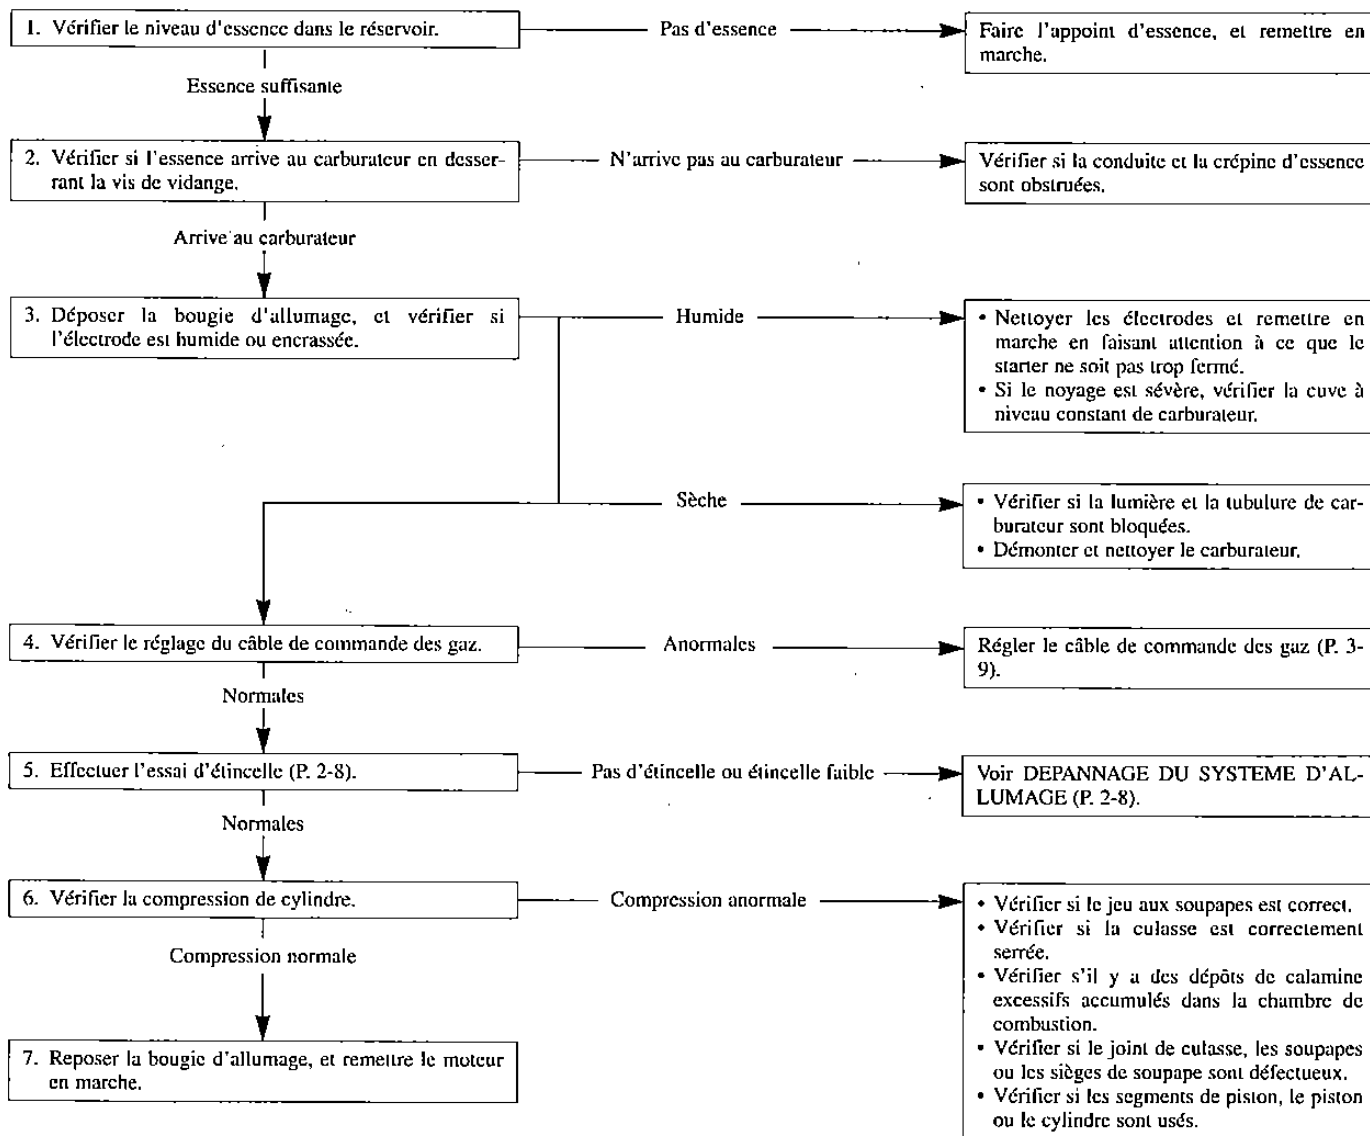 1. Vérifier le niveau d'essence dans le réservoir.
Pas d'essence
Faire l'appoint d'essence, et remettre en
marche.
Essence suffisante
2. Vérifier si l'essence arrive au carburateur en desser-
rant la vis de vidange.
N'arrive pas au carburateur
Vérifier si la conduite et la crépine d'essence
sont obstruées.
Arrive au carburateur
3. Déposer la bougie d'allumage, et vérifier si
l'électrode est humide ou encrassée.
Humide
• Nettoyer les électrodes et remettre en
marche en faisant attention à ce que le
starter ne soit pas trop fermé.
• Si le noyage est sévère, vérifier la cuve à
niveau constant de carburateur.
Sèche
• Vérifier si la lumière et la tubulure de car-
burateur sont bloquées.
• Démonter et nettoyer le carburateur.
4. Vérifier le réglage du câble de commande des gaz.
Anormales
Régler le câble de commande des gaz (P. 3-
9).
Normales
5. Effectuer l'essai d'étincelle (P. 2-8).
Pas d'étincelle ou étincelle faible
Voir DEPANNAGE DU SYSTEME D'AL-
LUMAGE (P. 2-8).
Normales
6. Vérifier la compression de cylindre.
Compression anormale
• Vérifier si le jeu aux soupapes est correct.
• Vérifier si la culasse est correctement
serrée.
• Vérifier s'il y a des dépôts de calamine
excessifs accumulés dans la chambre de
combustion.
• Vérifier si le joint de culasse, les soupapes
ou les sièges de soupape sont défectueux.
• Vérifier si les segments de piston, le piston
ou le cylindre sont usés.
Compression normale
7. Reposer la bougie d'allumage, et remettre le moteur
en marche.